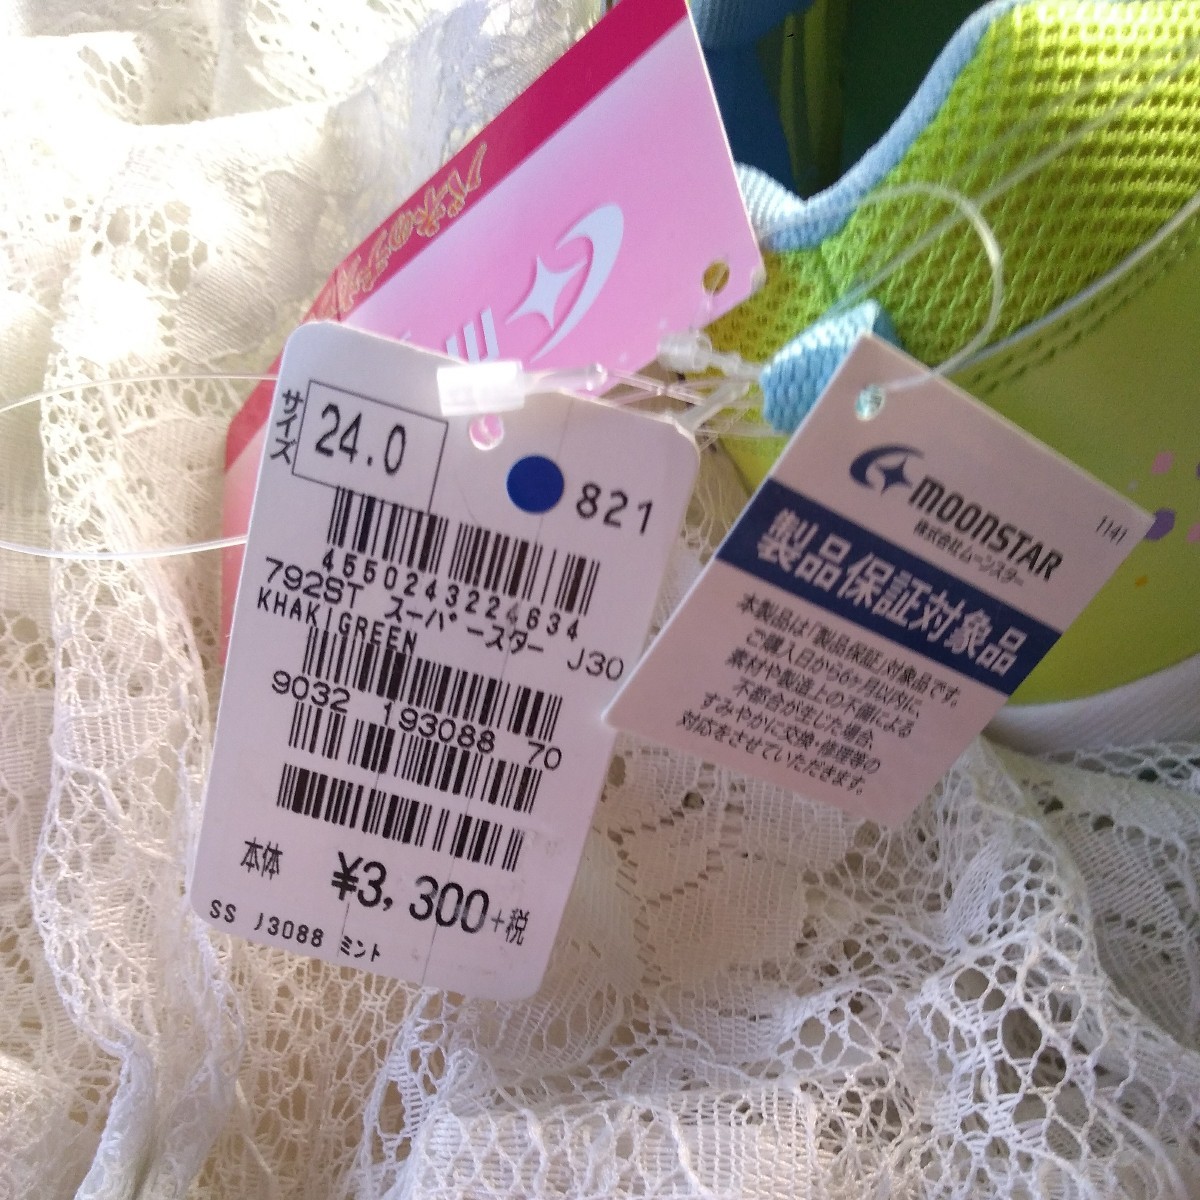 バネのチカラ
サイズ
24.0
821
4550243224634
792ST スーパースター J30
KHAKIGREEN
9032 193088 70
本体 ¥3,300+税
SS J3088 ミント
MOONSTAR
株式会社ムーンスター
1141
製品保証対象品
本製品は「製品保証」対象品です。
ご購入日から6ヶ月以内に、
素材や製造上の不備による
不都合が生じた場合、
すみやかに交換・修理等の
対応をさせていただきます。